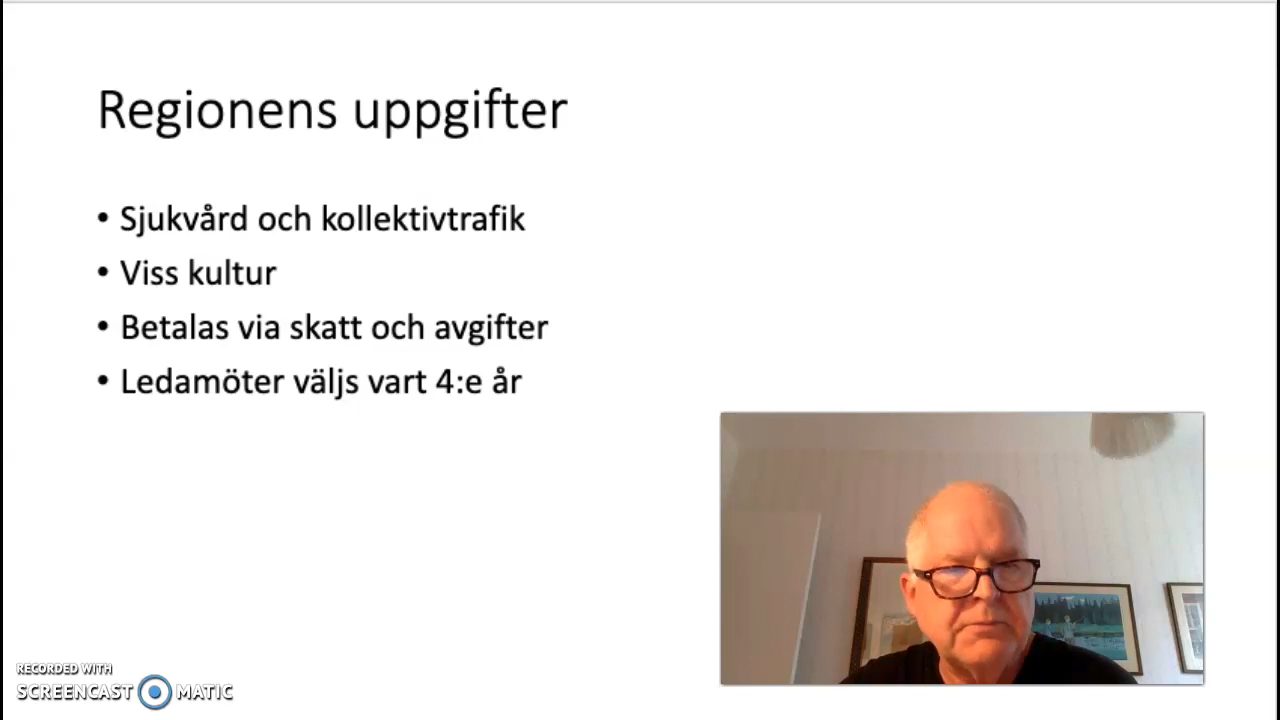 Regionens uppgifter
• Sjukvård och kollektivtrafik
• Viss kultur
• Betalas via skatt och avgifter
• Ledamöter väljs vart 4:e år
RECORDED WITH
SCREENCAST MATIC